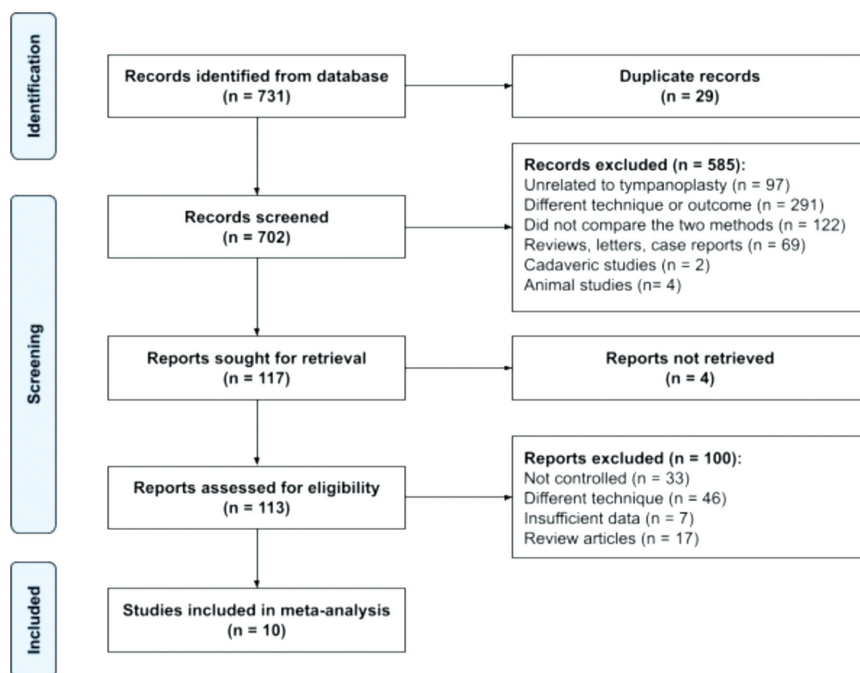 Identification
Records identified from database
(n = 731)
Duplicate records
(n = 29)
Screening
Records screened
(n = 702)
Records excluded (n = 585):
Unrelated to tympanoplasty (n = 97)
Different technique or outcome (n = 291)
Did not compare the two methods (n = 122)
Reviews, letters, case reports (n = 69)
Cadaveric studies (n = 2)
Animal studies (n= 4)
Reports sought for retrieval
(n = 117)
Reports not retrieved
(n = 4)
Reports assessed for eligibility
(n = 113)
Reports excluded (n = 100):
Not controlled (n = 33)
Different technique (n = 46)
Insufficient data (n = 7)
Review articles (n = 17)
Included
Studies included in meta-analysis
(n = 10)